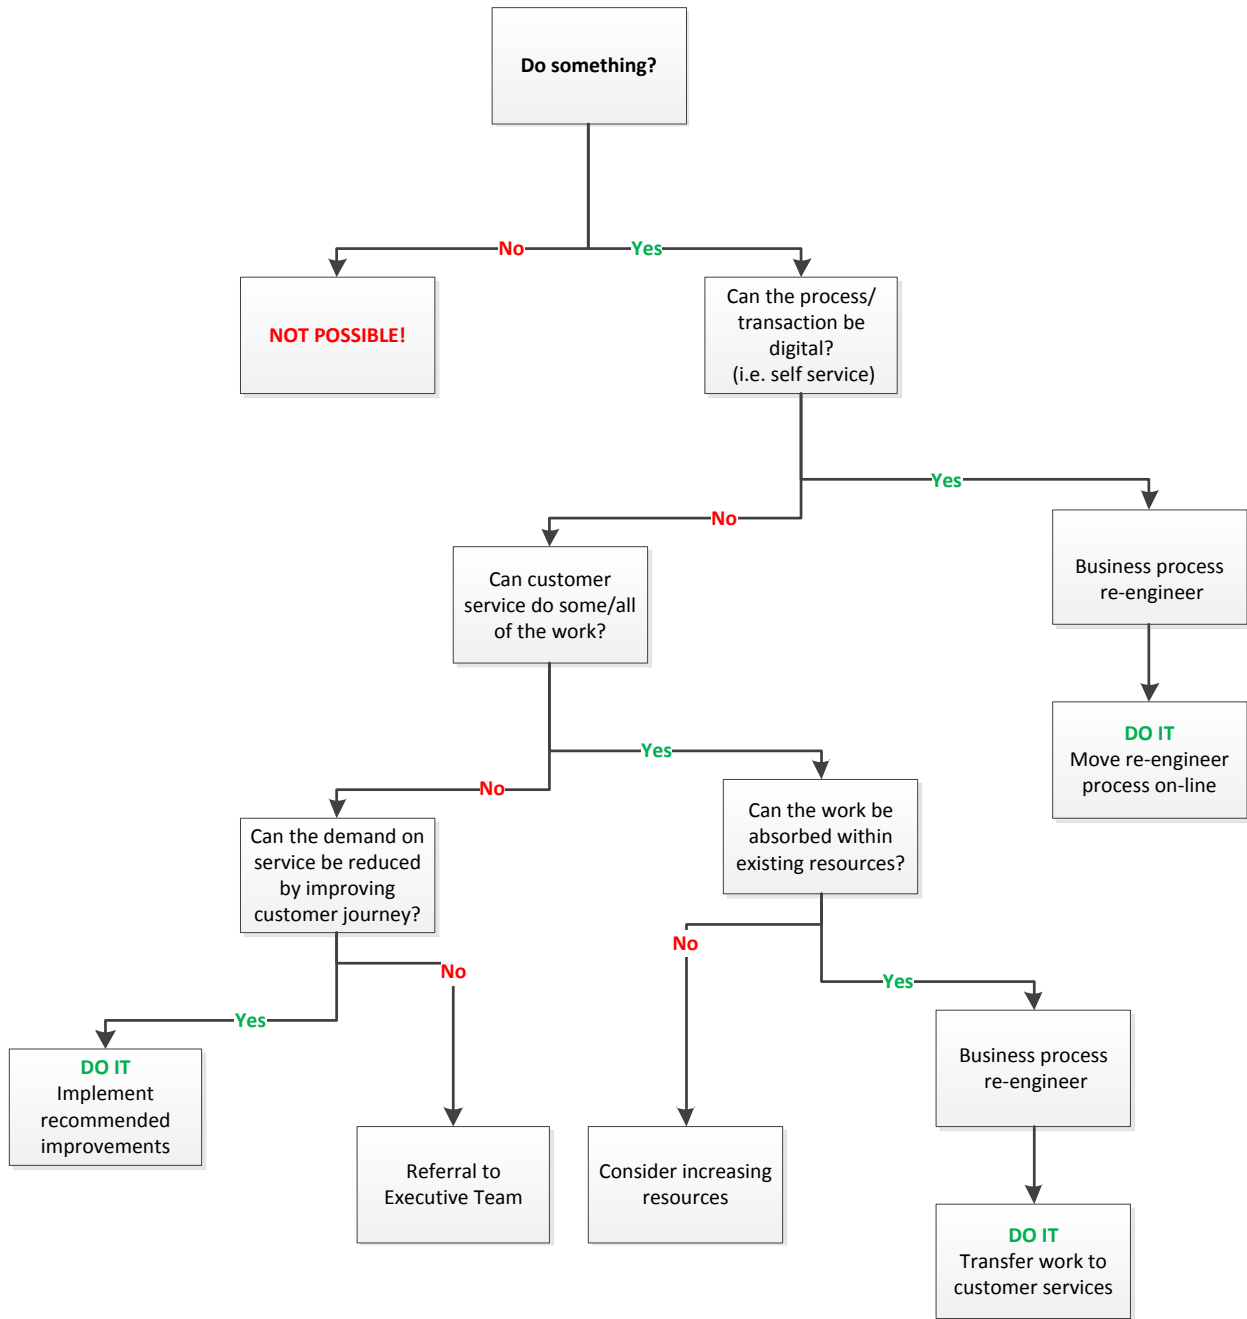 Do something?
No
Yes
NOT POSSIBLE!
Can the process/
transaction be
digital?
(i.e. self service)
Yes
No
Can customer
service do some/all
of the work?
Business process
re-engineer
DO IT
Move re-engineer
process on-line
Yes
No
Can the demand on
service be reduced
by improving
customer journey?
Can the work be
absorbed within
existing resources?
No
No
Yes
Yes
DO IT
Implement
recommended
improvements
Business process
re-engineer
Referral to
Executive Team
Consider increasing
resources
DO IT
Transfer work to
customer services